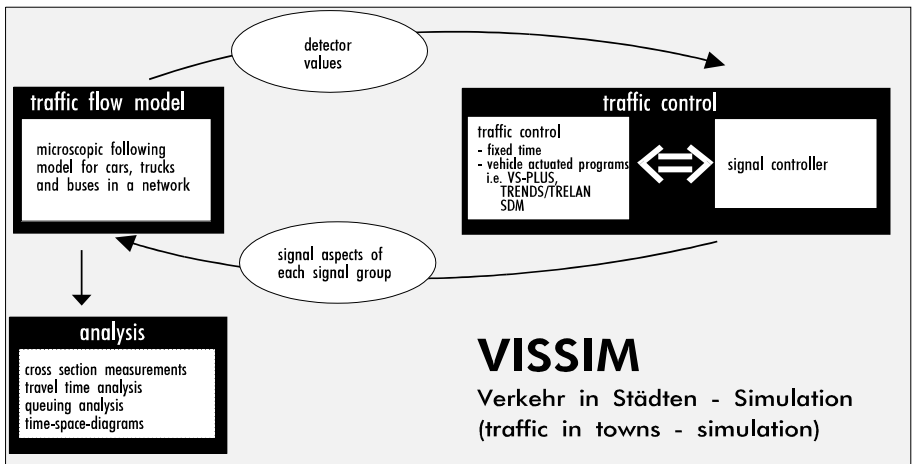 detector
values
traffic flow model
microscopic following
model for cars, trucks
and buses in a network
traffic control
traffic control
- fixed time
- vehicle actuated programs
i.e. VS-PLUS,
TRENDS/TRELAN
SDM
signal controller
signal aspects of
each signal group
analysis
cross section measurements
travel time analysis
queuing analysis
time-space-diagrams
VISSIM
Verkehr in Städten - Simulation
(traffic in towns - simulation)